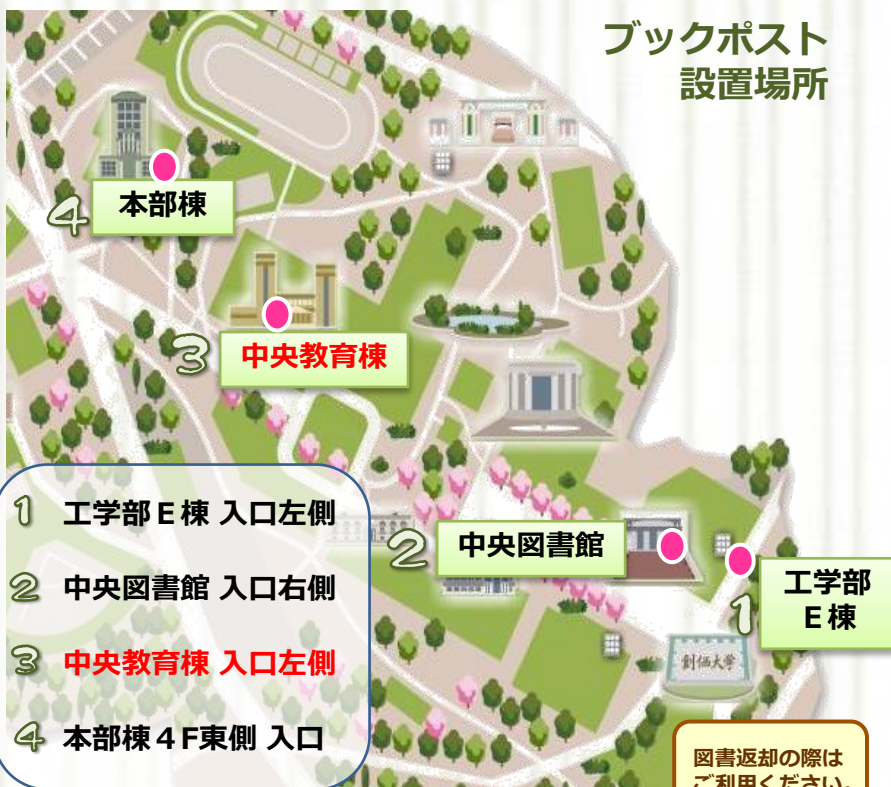 ブックポスト
設置場所
本部棟
4
3
中央教育棟
1 工学部E棟 入口左側
2 中央図書館 入口右側
3 中央教育棟 入口左側
4 本部棟4F東側 入口
2
中央図書館
1
工学部
E棟
創価大学
図書返却の際は
ご利用ください。